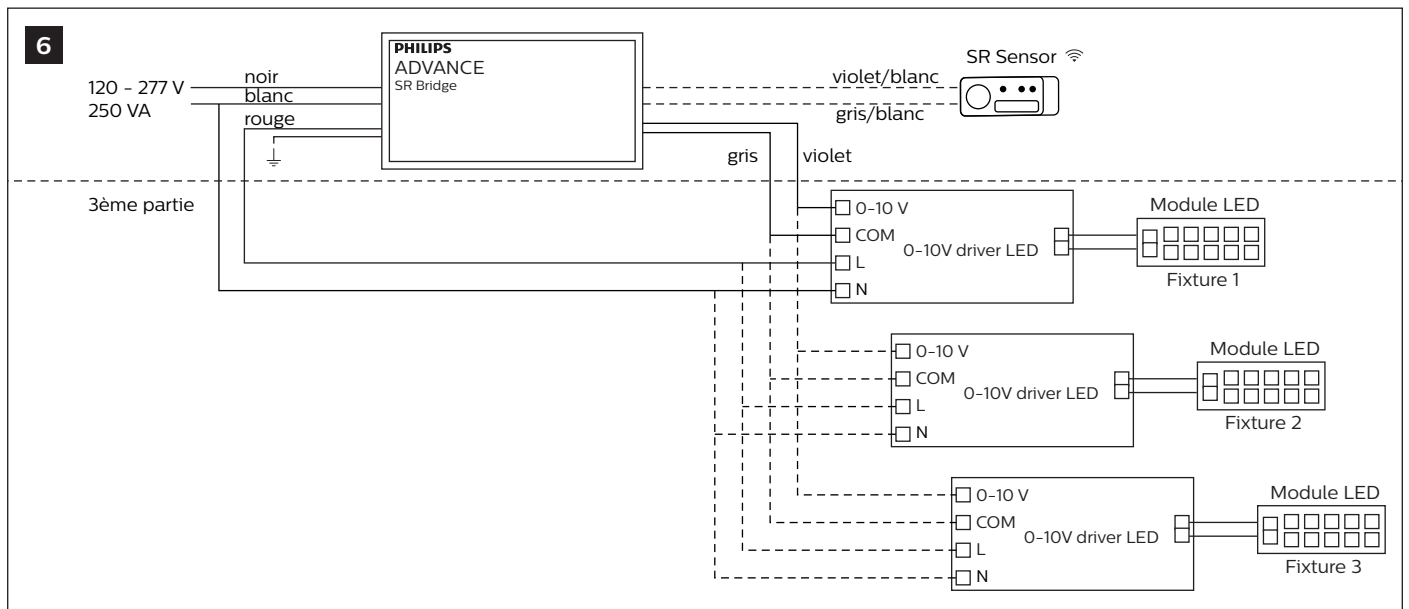 6
120 - 277 V
250 VA
noir
blanc
rouge
PHILIPS
ADVANCE
SR Bridge
violet/blanc
gris/blanc
SR Sensor
gris
violet
3ème partie
0-10 V
COM
L
N
0-10V driver LED
Module LED
Fixture 1
0-10 V
COM
L
N
0-10V driver LED
Module LED
Fixture 2
0-10 V
COM
L
N
0-10V driver LED
Module LED
Fixture 3